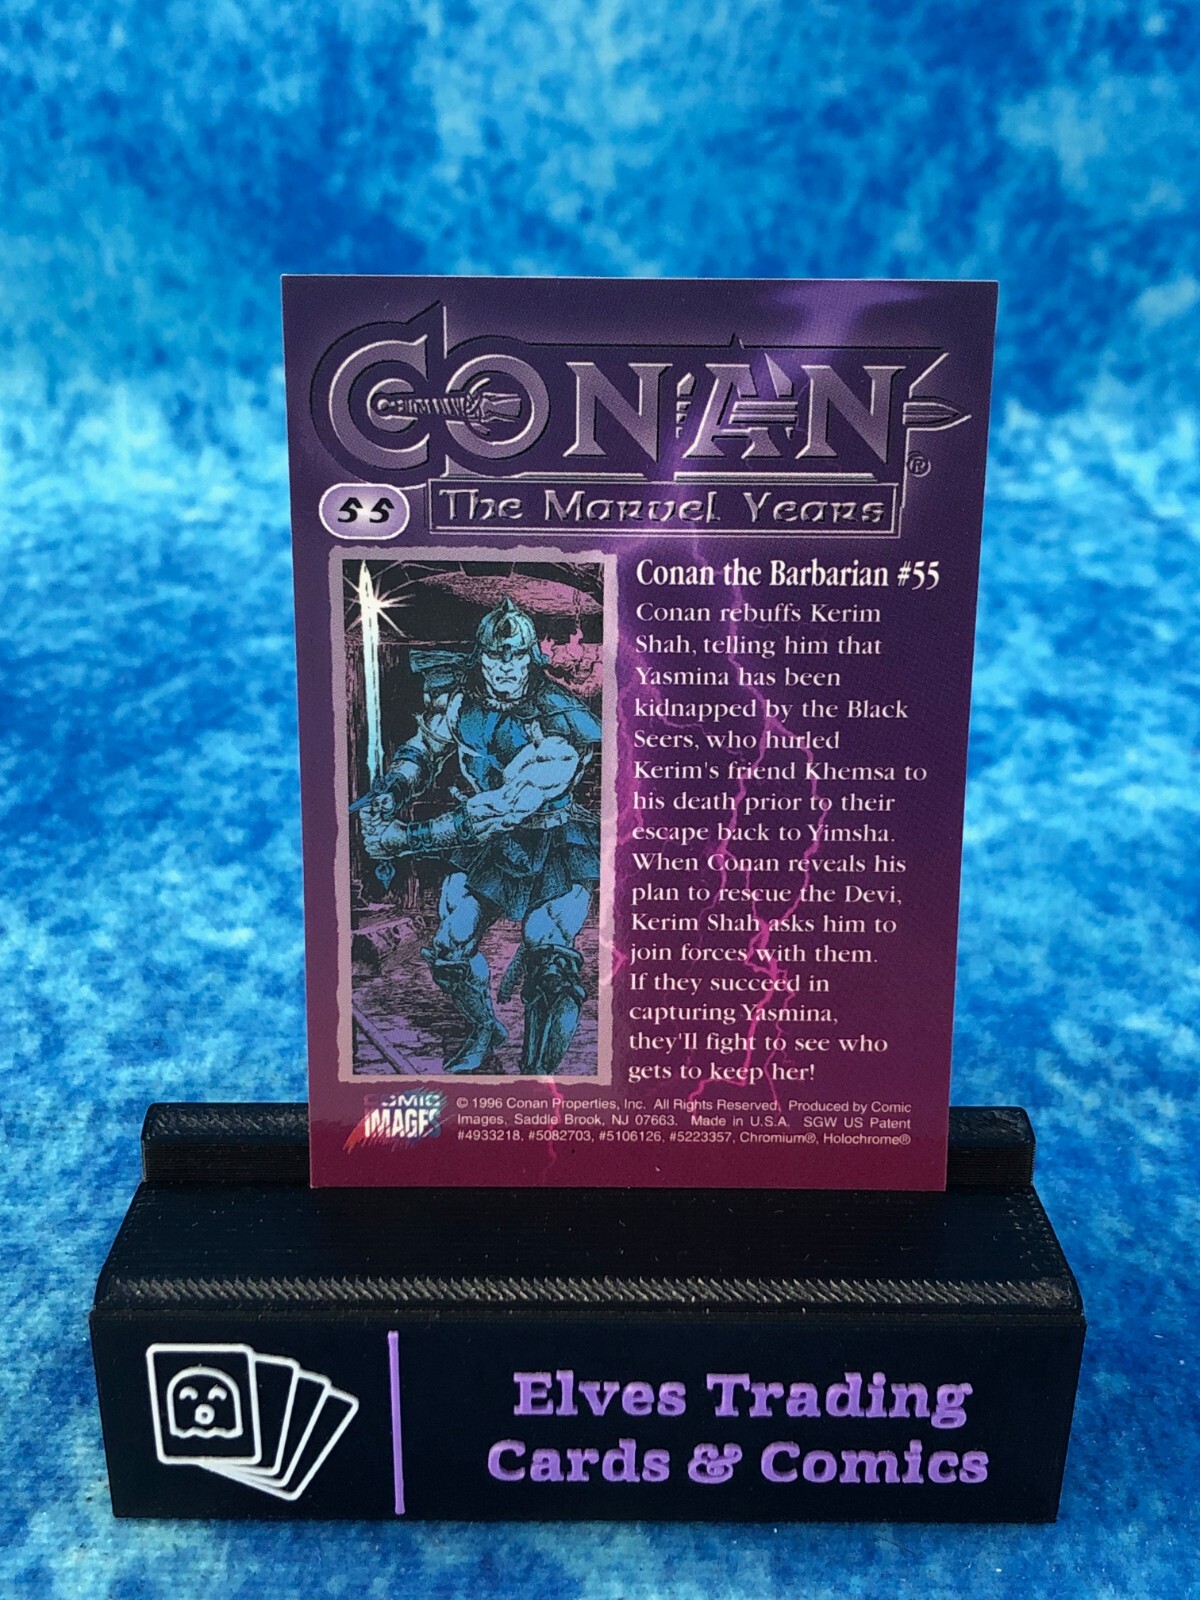 CONAN
®
The Marvel Years
55
Conan the Barbarian #55
Conan rebuffs Kerim
Shah, telling him that
Yasmina has been
kidnapped by the Black
Seers, who hurled
Kerim's friend Khemsa to
his death prior to their
escape back to Yimsha.
When Conan reveals his
plan to rescue the Devi,
Kerim Shah asks him to
join forces with them.
If they succeed in
capturing Yasmina,
they'll fight to see who
gets to keep her!
COMIC
IMAGES
© 1996 Conan Properties, Inc. All Rights Reserved. Produced by Comic
Images, Saddle Brook, NJ 07663. Made in U.S.A. SGW US Patent
#4933218, #5082703, #5106126, #5223357, Chromium®, Holochrome®
Elves Trading
Cards & Comics